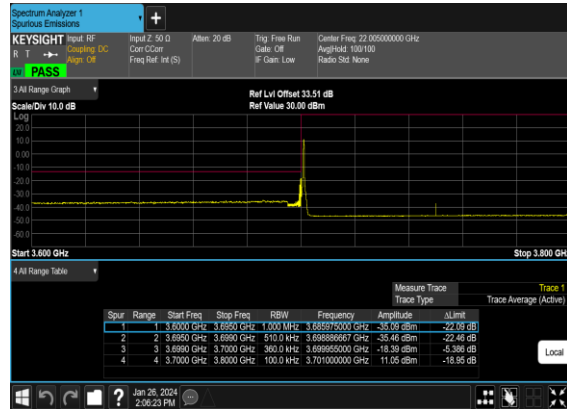 Spectrum Analyzer 1
Spurious Emissions
+
KEYSIGHT Input: RF Input Z: 50 Ω Atten: 20 dB Trig: Free Run Center Freq: 22.005000000 GHz
R T Coupling: DC Corr CCorr Gate: Off Avg|Hold: 100/100
Align: Off Freq Ref: Int (S) IF Gain: Low Radio Std: None
PASS
3 All Range Graph Ref Lvl Offset 33.51 dB
Scale/Div 10.0 dB Ref Value 30.00 dBm
Log
20.0
10.0
0.00
-10.0
-20.0
-30.0
-40.0
-50.0
-60.0
Start 3.600 GHz Stop 3.800 GH
4 All Range Table
Measure Trace Trace 1
Trace Type Trace Average (Active)
Spur Range Start Freq Stop Freq RBW Frequency Amplitude ΔLimit
1 1 3.6000 GHz 3.6950 GHz 1.000 MHz 3.685975000 GHz -35.09 dBm -22.09 dB
2 2 3.6950 GHz 3.6990 GHz 510.0 kHz 3.698886667 GHz -35.46 dBm -22.46 dB
3 3 3.6990 GHz 3.7000 GHz 360.0 kHz 3.699955000 GHz -18.39 dBm -5.386 dB
4 4 3.7000 GHz 3.8000 GHz 100.0 kHz 3.701000000 GHz 11.05 dBm -18.95 dB
Local
? Jan 26, 2024
2:06:23 PM